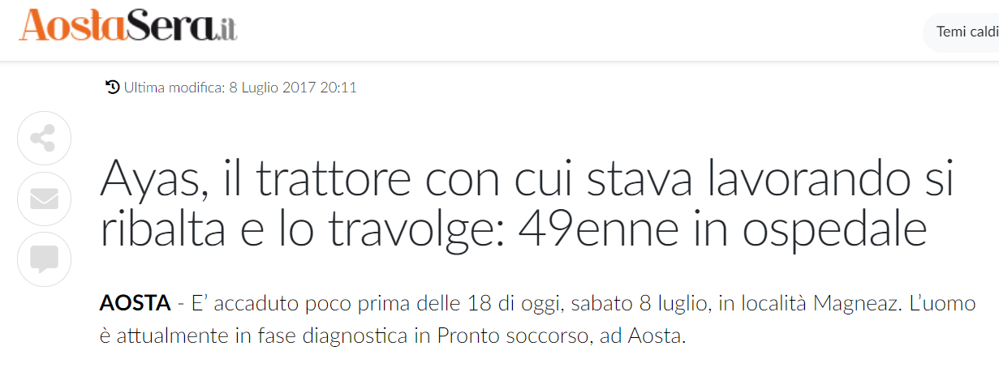 AostaSera.it
Temi caldi
Ultima modifica: 8 Luglio 2017 20:11
Ayas, il trattore con cui stava lavorando si
ribalta e lo travolge: 49enne in ospedale
AOSTA - E’ accaduto poco prima delle 18 di oggi, sabato 8 luglio, in località Magneaz. L’uomo
è attualmente in fase diagnostica in Pronto soccorso, ad Aosta.